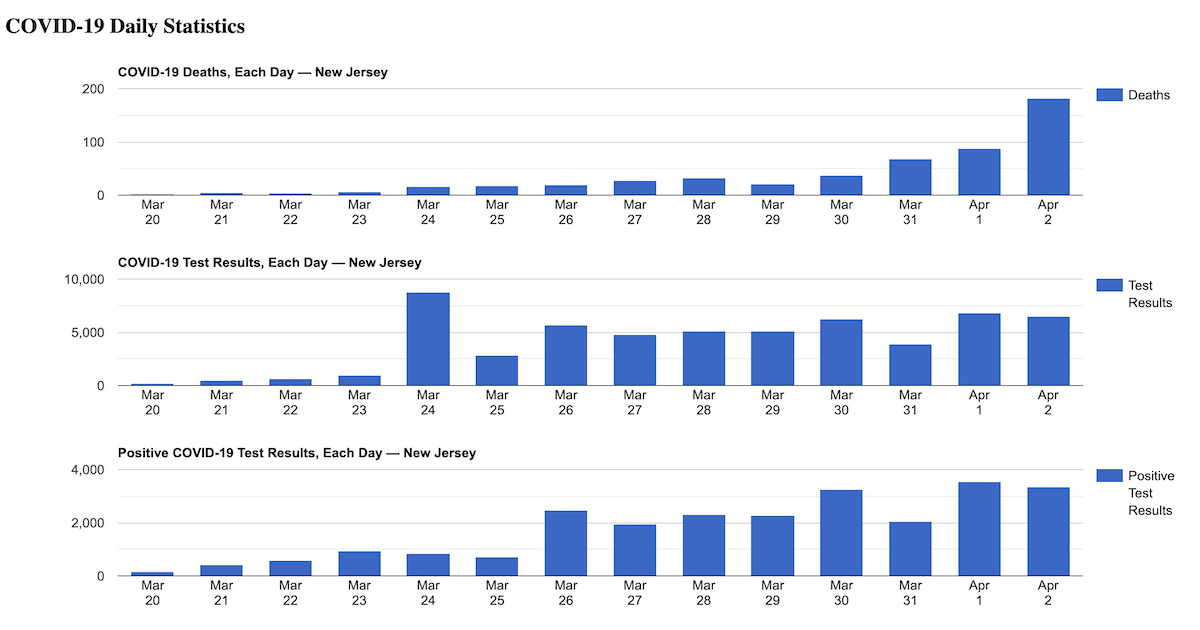 COVID-19 Daily Statistics
COVID-19 Deaths, Each Day — New Jersey
200
100
0
Mar Mar Mar Mar Mar Mar Mar Mar Mar Mar Mar Mar Apr Apr
20 21 22 23 24 25 26 27 28 29 30 31 1 2
Deaths
COVID-19 Test Results, Each Day — New Jersey
10,000
5,000
0
Mar Mar Mar Mar Mar Mar Mar Mar Mar Mar Mar Mar Apr Apr
20 21 22 23 24 25 26 27 28 29 30 31 1 2
Test
Results
Positive COVID-19 Test Results, Each Day — New Jersey
4,000
2,000
0
Mar Mar Mar Mar Mar Mar Mar Mar Mar Mar Mar Mar Apr Apr
20 21 22 23 24 25 26 27 28 29 30 31 1 2
Positive
Test
Results